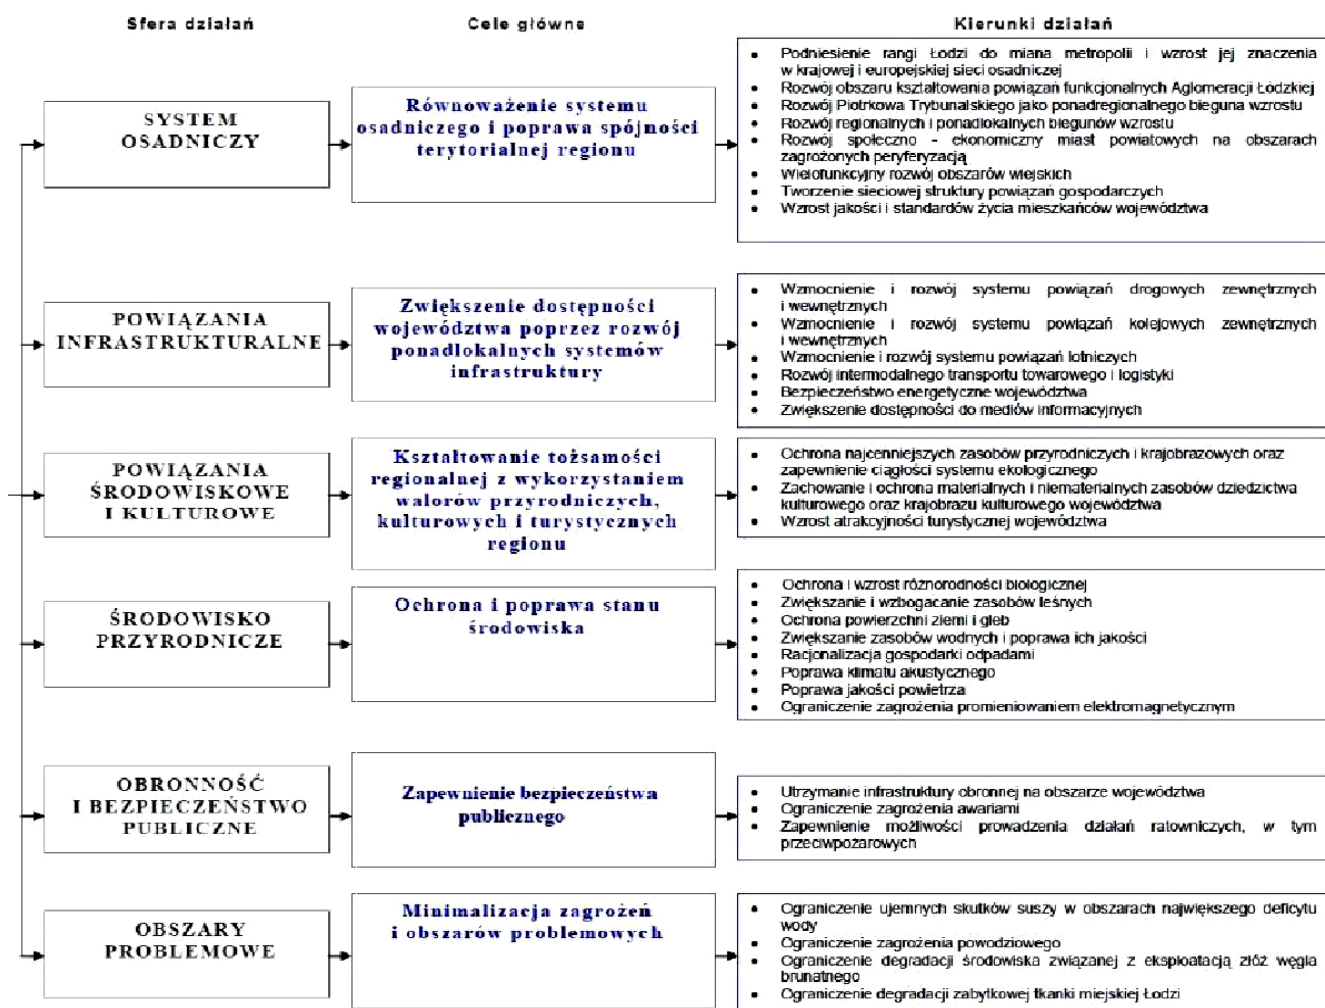 Sfera działań
Cele główne
Kierunki działań
SYSTEM
OSADNICZY
Równoważenie systemu
osadniczego i poprawa spójności
terytorialnej regionu
• Podniesienie rangi Łodzi do miana metropolii i wzrost jej znaczenia
w krajowej i europejskiej sieci osadniczej
• Rozwój obszaru kształtowania powiązań funkcjonalnych Aglomeracji Łódzkiej
• Rozwój Piotrkowa Trybunalskiego jako ponadregionalnego bieguna wzrostu
• Rozwój regionalnych i ponadlokalnych biegunów wzrostu
• Rozwój społeczno - ekonomiczny miast powiatowych na obszarach
zagrożonych peryferyzacją
• Wielofunkcyjny rozwój obszarów wiejskich
• Tworzenie sieciowej struktury powiązań gospodarczych
• Wzrost jakości i standardów życia mieszkańców województwa
POWIĄZANIA
INFRASTRUKTURALNE
Zwiększenie dostępności
województwa poprzez rozwój
ponadlokalnych systemów
infrastruktury
• Wzmocnienie i rozwój systemu powiązań drogowych zewnętrznych
i wewnętrznych
• Wzmocnienie i rozwój systemu powiązań kolejowych zewnętrznych
i wewnętrznych
• Wzmocnienie i rozwój systemu powiązań lotniczych
• Rozwój intermodalnego transportu towarowego i logistyki
• Bezpieczeństwo energetyczne województwa
• Zwiększenie dostępności do mediów informacyjnych
POWIĄZANIA
ŚRODOWISKOWE
I KULTUROWE
Kształtowanie tożsamości
regionalnej z wykorzystaniem
walorów przyrodniczych,
kulturowych i turystycznych
regionu
• Ochrona najcenniejszych zasobów przyrodniczych i krajobrazowych oraz
zapewnienie ciągłości systemu ekologicznego
• Zachowanie i ochrona materialnych i niematerialnych zasobów dziedzictwa
kulturowego oraz krajobrazu kulturowego województwa
• Wzrost atrakcyjności turystycznej województwa
ŚRODOWISKO
PRZYRODNICZE
Ochrona i poprawa stanu
środowiska
• Ochrona i wzrost różnorodności biologicznej
• Zwiększanie i wzbogacanie zasobów leśnych
• Ochrona powierzchni ziemi i gleb
• Zwiększanie zasobów wodnych i poprawa ich jakości
• Racjonalizacja gospodarki odpadami
• Poprawa klimatu akustycznego
• Poprawa jakości powietrza
• Ograniczenie zagrożenia promieniowaniem elektromagnetycznym
OBRONNOŚĆ
I BEZPIECZEŃSTWO
PUBLICZNE
Zapewnienie bezpieczeństwa
publicznego
• Utrzymanie infrastruktury obronnej na obszarze województwa
• Ograniczenie zagrożenia awariami
• Zapewnienie możliwości prowadzenia działań ratowniczych, w tym
przeciwpożarowych
OBSZARY
PROBLEMOWE
Minimalizacja zagrożeń
i obszarów problemowych
• Ograniczenie ujemnych skutków suszy w obszarach największego deficytu
wody
• Ograniczenie zagrożenia powodziowego
• Ograniczenie degradacji środowiska związanej z eksploatacją złóż węgla
brunatnego
• Ograniczenie degradacji zabytkowej tkanki miejskiej Łodzi